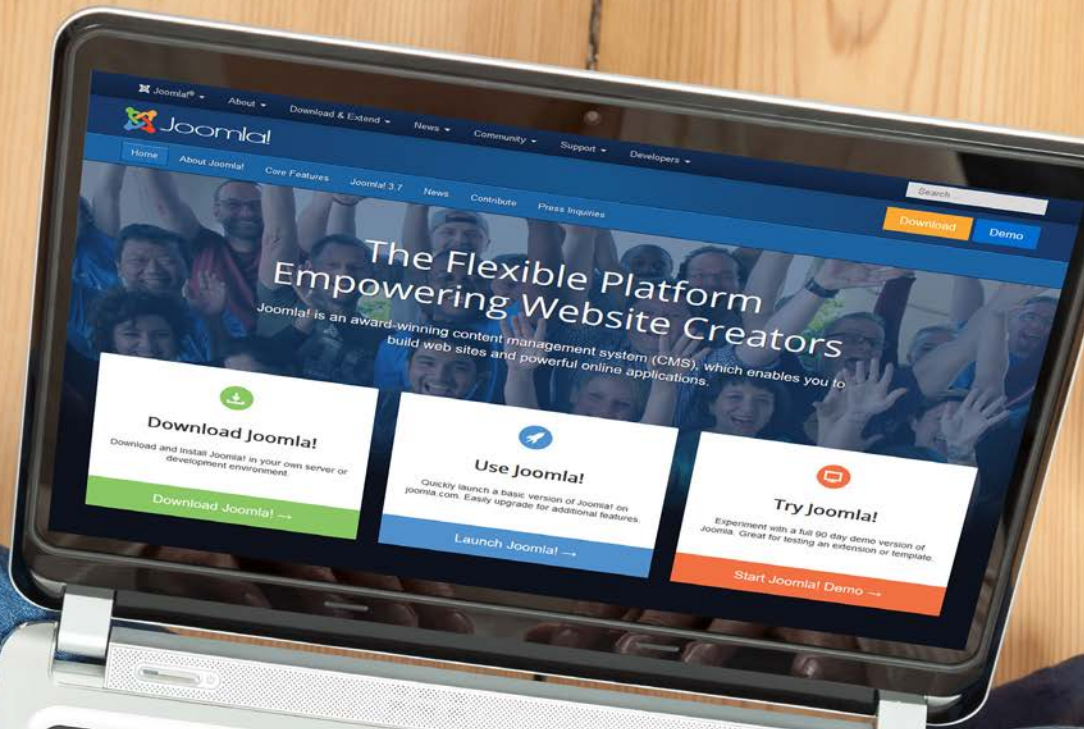 Joomla!®
About
Download & Extend
News
Community
Support
Developers
Joomla!
Search ...
Download
Demo
Home
About Joomla!
Core Features
Joomla! 3.7
News
Contribute
Press Inquiries
The Flexible Platform
Empowering Website Creators
Joomla! is an award-winning content management system (CMS), which enables you to
build web sites and powerful online applications.
Download Joomla!
Download and Install Joomla! in your own server or
development environment.
Download Joomla! →
Use Joomla!
Quickly launch a basic version of Joomla! on
joomla.com. Easily upgrade for additional features.
Launch Joomla! →
Try Joomla!
Experiment with a full 90 day demo version of
Joomla. Great for testing an extension or template.
Start Joomla! Demo →